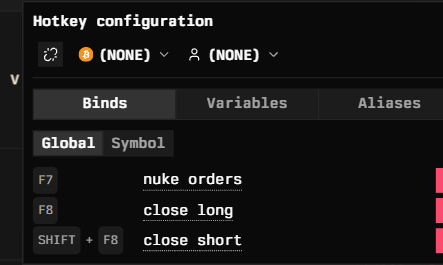 Hotkey configuration
(NONE) (NONE)
V
Binds Variables Aliases
Global Symbol
F7 nuke orders
F8 close long
SHIFT + F8 close short